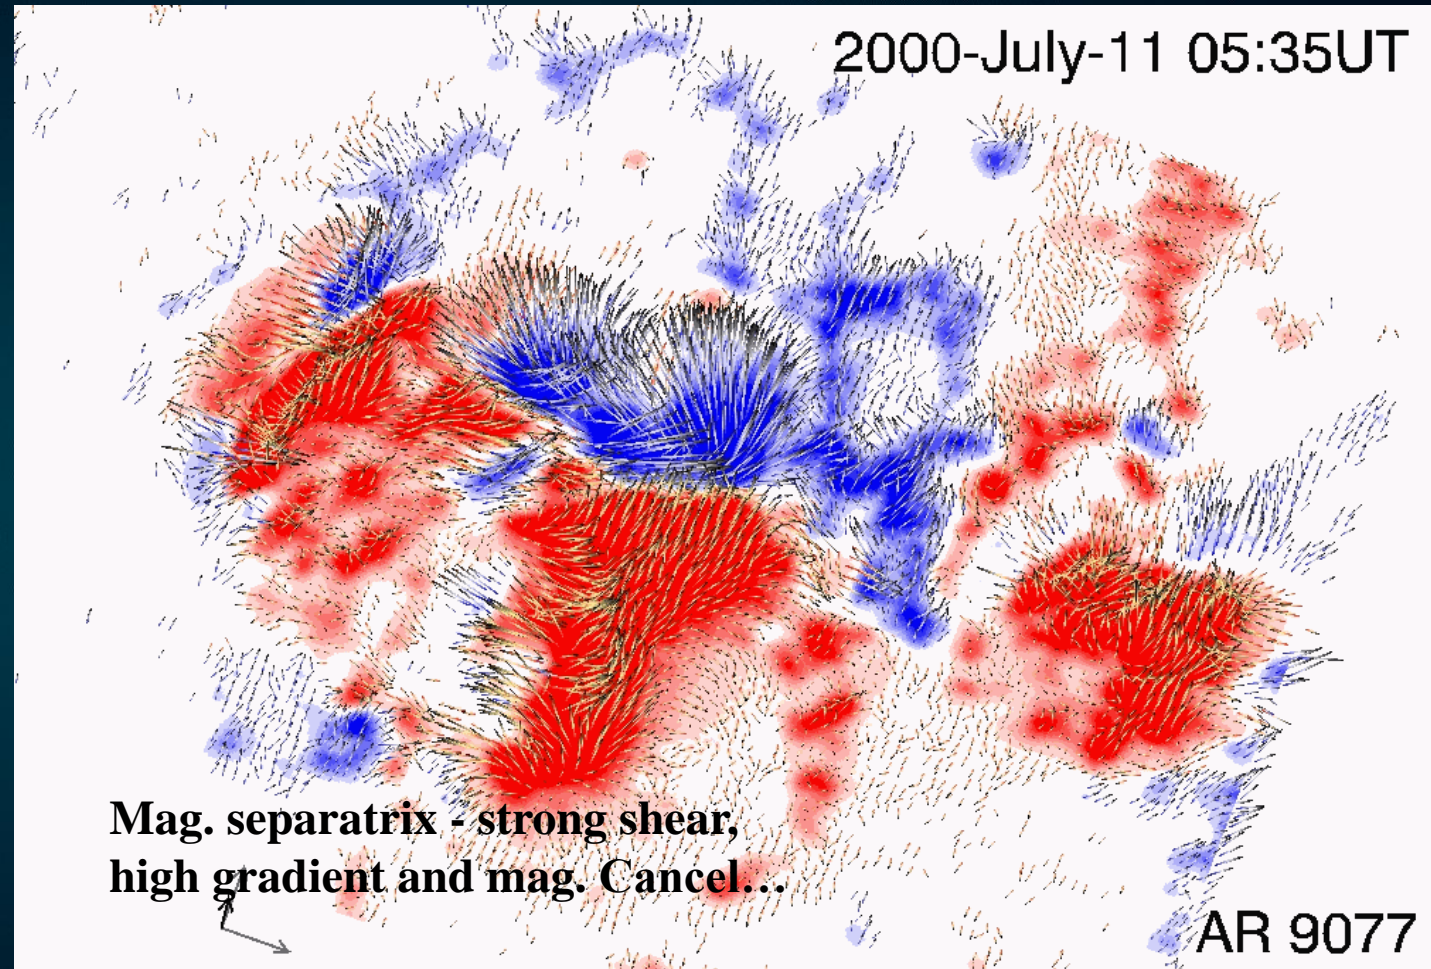 2000-July-11 05:35UT
Mag. separatrix - strong shear,
high gradient and mag. Cancel…
AR 9077